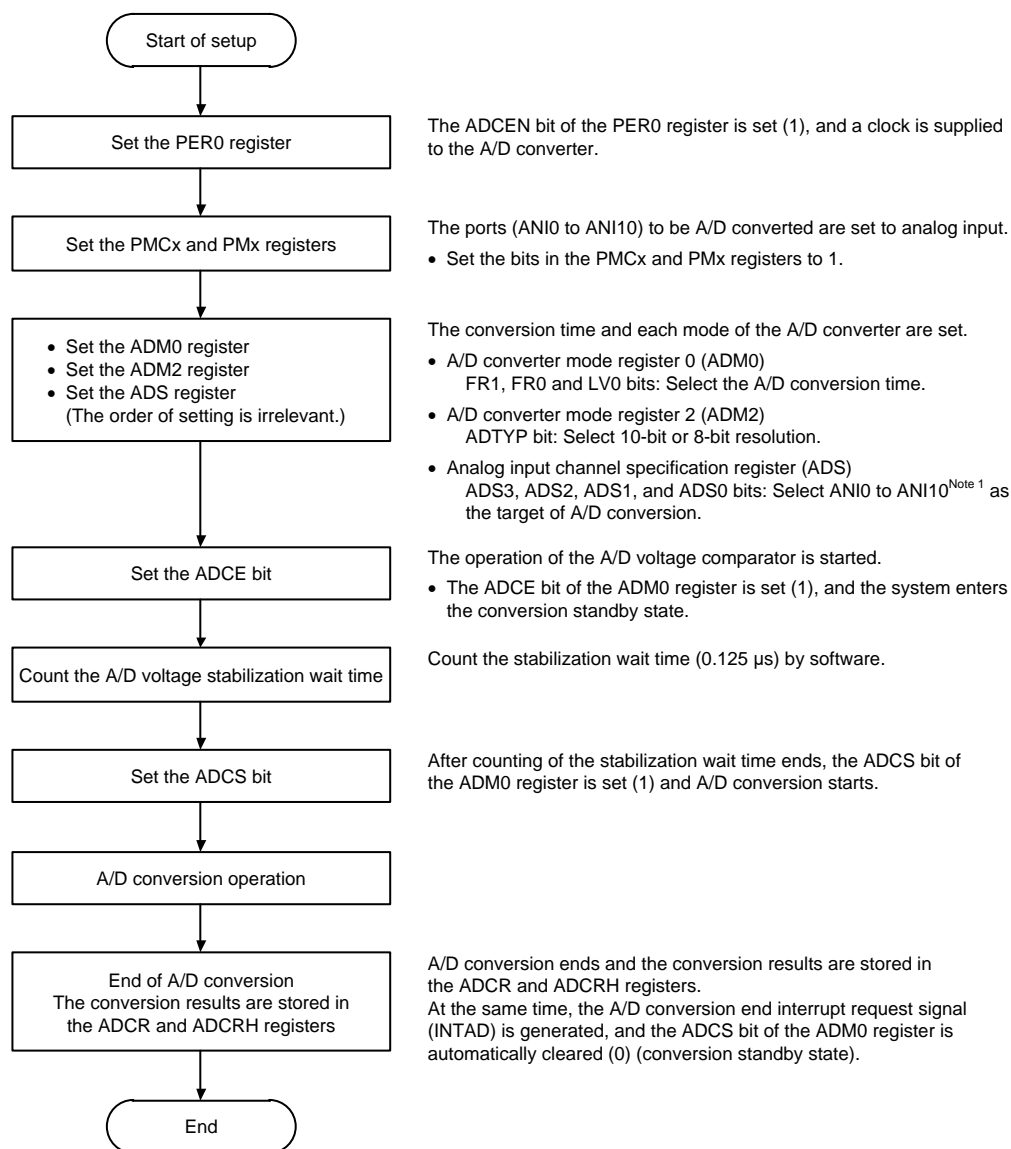 Start of setup
Set the PER0 register
The ADCEN bit of the PER0 register is set (1), and a clock is supplied
to the A/D converter.
Set the PMCx and PMx registers
The ports (ANI0 to ANI10) to be A/D converted are set to analog input.
• Set the bits in the PMCx and PMx registers to 1.
• Set the ADM0 register
• Set the ADM2 register
• Set the ADS register
(The order of setting is irrelevant.)
The conversion time and each mode of the A/D converter are set.
• A/D converter mode register 0 (ADM0)
FR1, FR0 and LV0 bits: Select the A/D conversion time.
• A/D converter mode register 2 (ADM2)
ADTYP bit: Select 10-bit or 8-bit resolution.
• Analog input channel specification register (ADS)
ADS3, ADS2, ADS1, and ADS0 bits: Select ANI0 to ANI10Note 1 as
the target of A/D conversion.
Set the ADCE bit
The operation of the A/D voltage comparator is started.
• The ADCE bit of the ADM0 register is set (1), and the system enters
the conversion standby state.
Count the A/D voltage stabilization wait time
Count the stabilization wait time (0.125 µs) by software.
Set the ADCS bit
After counting of the stabilization wait time ends, the ADCS bit of
the ADM0 register is set (1) and A/D conversion starts.
A/D conversion operation
End of A/D conversion
The conversion results are stored in
the ADCR and ADCRH registers
A/D conversion ends and the conversion results are stored in
the ADCR and ADCRH registers.
At the same time, the A/D conversion end interrupt request signal
(INTAD) is generated, and the ADCS bit of the ADM0 register is
automatically cleared (0) (conversion standby state).
End